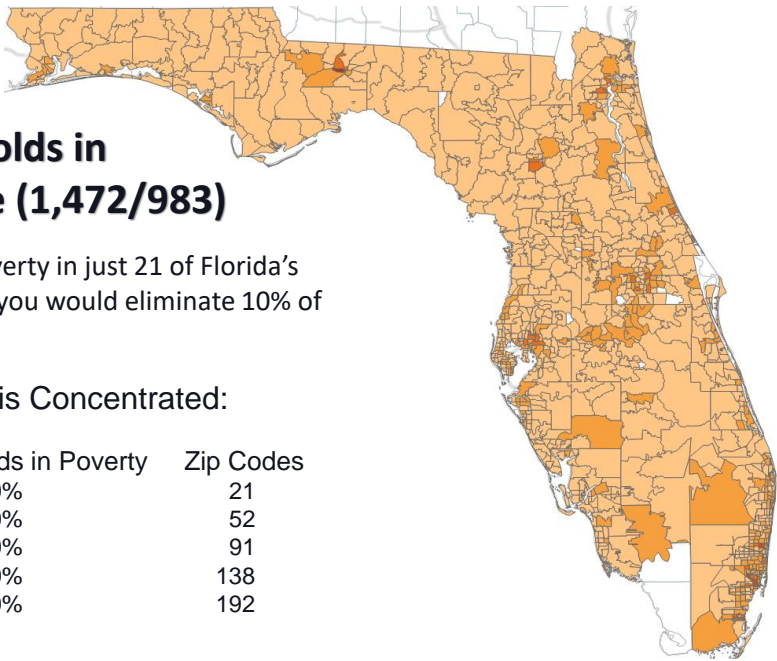 olds in
e (1,472/983)
verty in just 21 of Florida’s
you would eliminate 10% of
is Concentrated:
ds in Poverty Zip Codes
0% 21
0% 52
0% 91
0% 138
0% 192